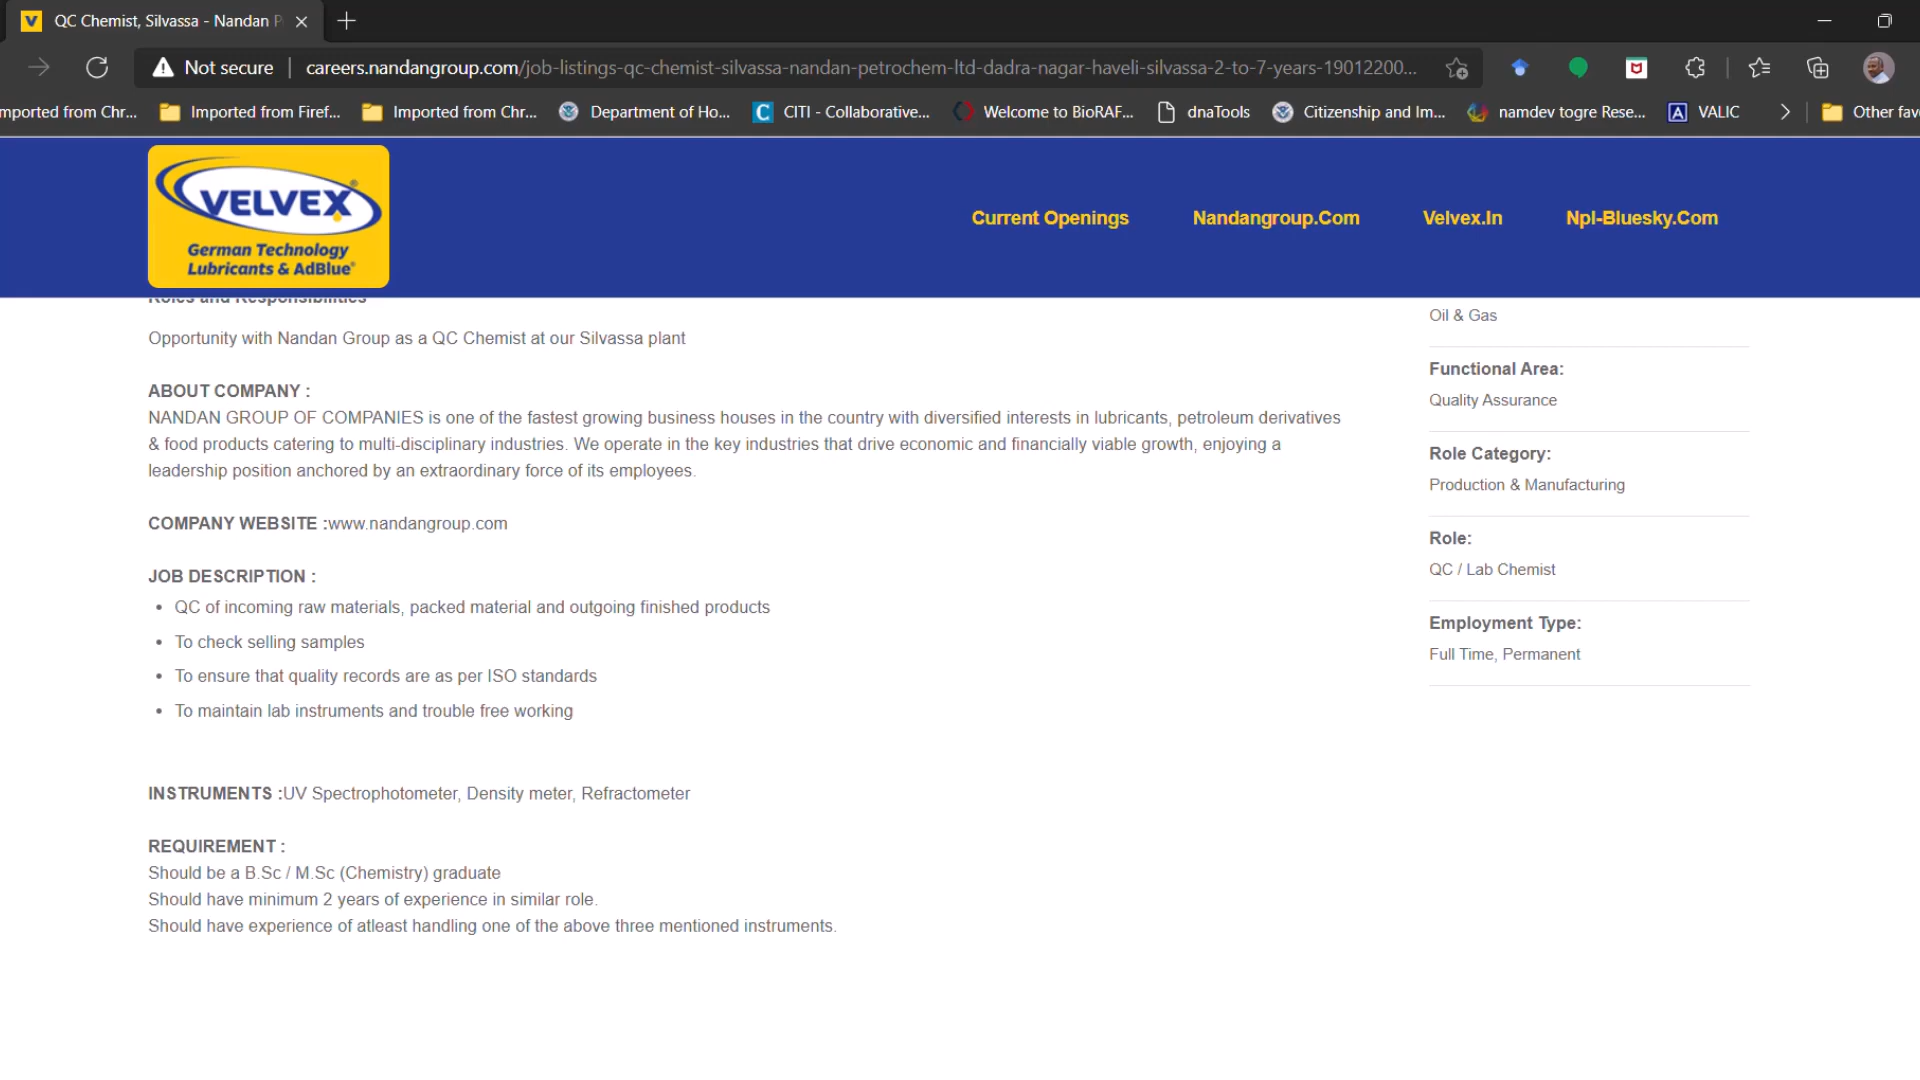 QC Chemist, Silvassa - Nandan P
Not secure | careers.nandangroup.com/job-listings-qc-chemist-silvassa-nandan-petrochem-ltd-dadra-nagar-haveli-silvassa-2-to-7-years-19012200...
mported from Chr... Imported from Firef... Imported from Chr... Department of Ho... CITI - Collaborative... Welcome to BioRAF... dnaTools Citizenship and Im... namdev togre Rese... VALIC Other fav
VELVEX®
German Technology
Lubricants & AdBlue®
Current Openings Nandangroup.Com Velvex.In Npl-Bluesky.Com
Roles and Responsibilities
Opportunity with Nandan Group as a QC Chemist at our Silvassa plant
ABOUT COMPANY :
NANDAN GROUP OF COMPANIES is one of the fastest growing business houses in the country with diversified interests in lubricants, petroleum derivatives
& food products catering to multi-disciplinary industries. We operate in the key industries that drive economic and financially viable growth, enjoying a
leadership position anchored by an extraordinary force of its employees.
COMPANY WEBSITE :www.nandangroup.com
JOB DESCRIPTION :
• QC of incoming raw materials, packed material and outgoing finished products
• To check selling samples
• To ensure that quality records are as per ISO standards
• To maintain lab instruments and trouble free working
INSTRUMENTS :UV Spectrophotometer, Density meter, Refractometer
REQUIREMENT :
Should be a B.Sc / M.Sc (Chemistry) graduate
Should have minimum 2 years of experience in similar role.
Should have experience of atleast handling one of the above three mentioned instruments.
Oil & Gas
Functional Area:
Quality Assurance
Role Category:
Production & Manufacturing
Role:
QC / Lab Chemist
Employment Type:
Full Time, Permanent